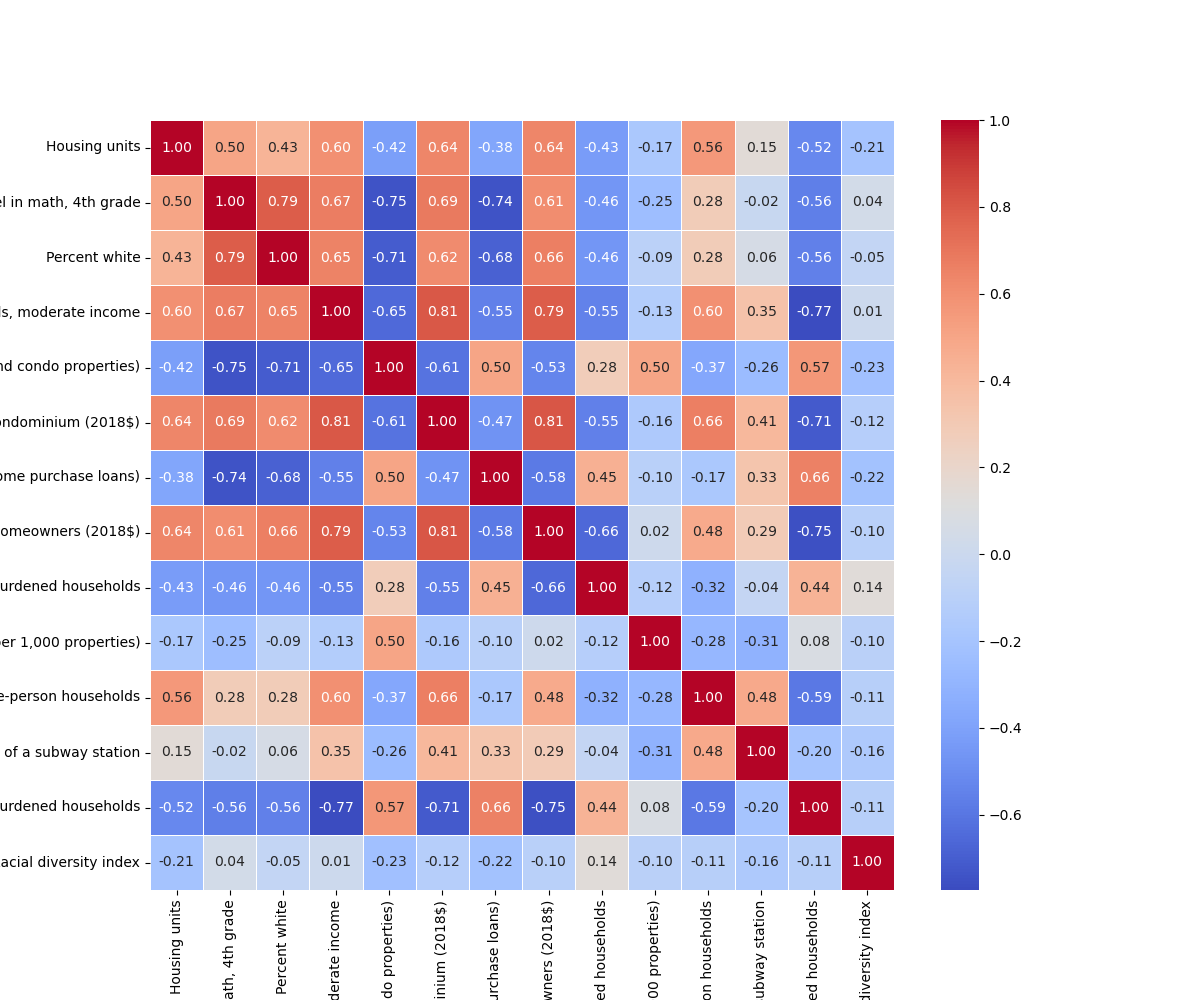 1.0
Housing units 1.00 0.50 0.43 0.60 -0.42 0.64 -0.38 0.64 -0.43 -0.17 0.56 0.15 -0.52 -0.21
0.8
el in math, 4th grade 0.50 1.00 0.79 0.67 -0.75 0.69 -0.74 0.61 -0.46 -0.25 0.28 -0.02 -0.56 0.04
Percent white 0.43 0.79 1.00 0.65 -0.71 0.62 -0.68 0.66 -0.46 -0.09 0.28 0.06 -0.56 -0.05
0.6
ls, moderate income 0.60 0.67 0.65 1.00 -0.65 0.81 -0.55 0.79 -0.55 -0.13 0.60 0.35 -0.77 0.01
nd condo properties) -0.42 -0.75 -0.71 -0.65 1.00 -0.61 0.50 -0.53 0.28 0.50 -0.37 -0.26 0.57 -0.23
0.4
ondominium (2018$) 0.64 0.69 0.62 0.81 -0.61 1.00 -0.47 0.81 -0.55 -0.16 0.66 0.41 -0.71 -0.12
0.2
ome purchase loans) -0.38 -0.74 -0.68 -0.55 0.50 -0.47 1.00 -0.58 0.45 -0.10 -0.17 0.33 0.66 -0.22
omeowners (2018$) 0.64 0.61 0.66 0.79 -0.53 0.81 -0.58 1.00 -0.66 0.02 0.48 0.29 -0.75 -0.10
0.0
urdened households -0.43 -0.46 -0.46 -0.55 0.28 -0.55 0.45 -0.66 1.00 -0.12 -0.32 -0.04 0.44 0.14
−0.2
per 1,000 properties) -0.17 -0.25 -0.09 -0.13 0.50 -0.16 -0.10 0.02 -0.12 1.00 -0.28 -0.31 0.08 -0.10
e-person households 0.56 0.28 0.28 0.60 -0.37 0.66 -0.17 0.48 -0.32 -0.28 1.00 0.48 -0.59 -0.11
−0.4
of a subway station 0.15 -0.02 0.06 0.35 -0.26 0.41 0.33 0.29 -0.04 -0.31 0.48 1.00 -0.20 -0.16
urdened households -0.52 -0.56 -0.56 -0.77 0.57 -0.71 0.66 -0.75 0.44 0.08 -0.59 -0.20 1.00 -0.11
−0.6
acial diversity index -0.21 0.04 -0.05 0.01 -0.23 -0.12 -0.22 -0.10 0.14 -0.10 -0.11 -0.16 -0.11 1.00
Housing units
ath, 4th grade
Percent white
derate income
do properties)
inium (2018$)
urchase loans)
wners (2018$)
ed households
00 properties)
on households
subway station
ed households
diversity index